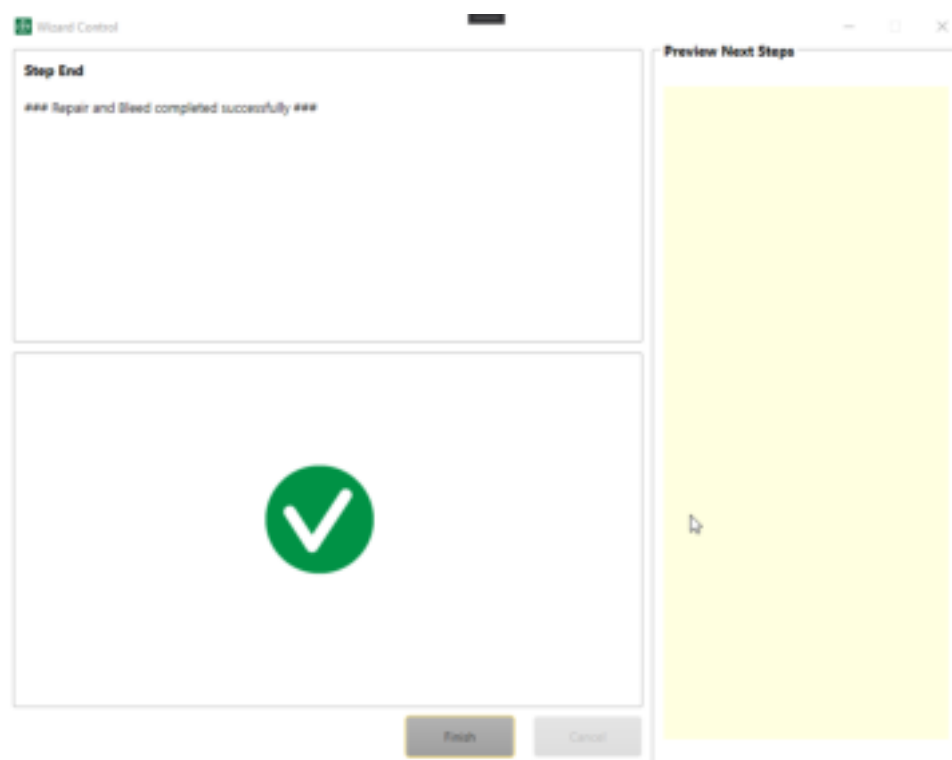 Wizard Control
Step End
### Repair and Bleed completed successfully ###
Preview Next Steps
Finish
Cancel